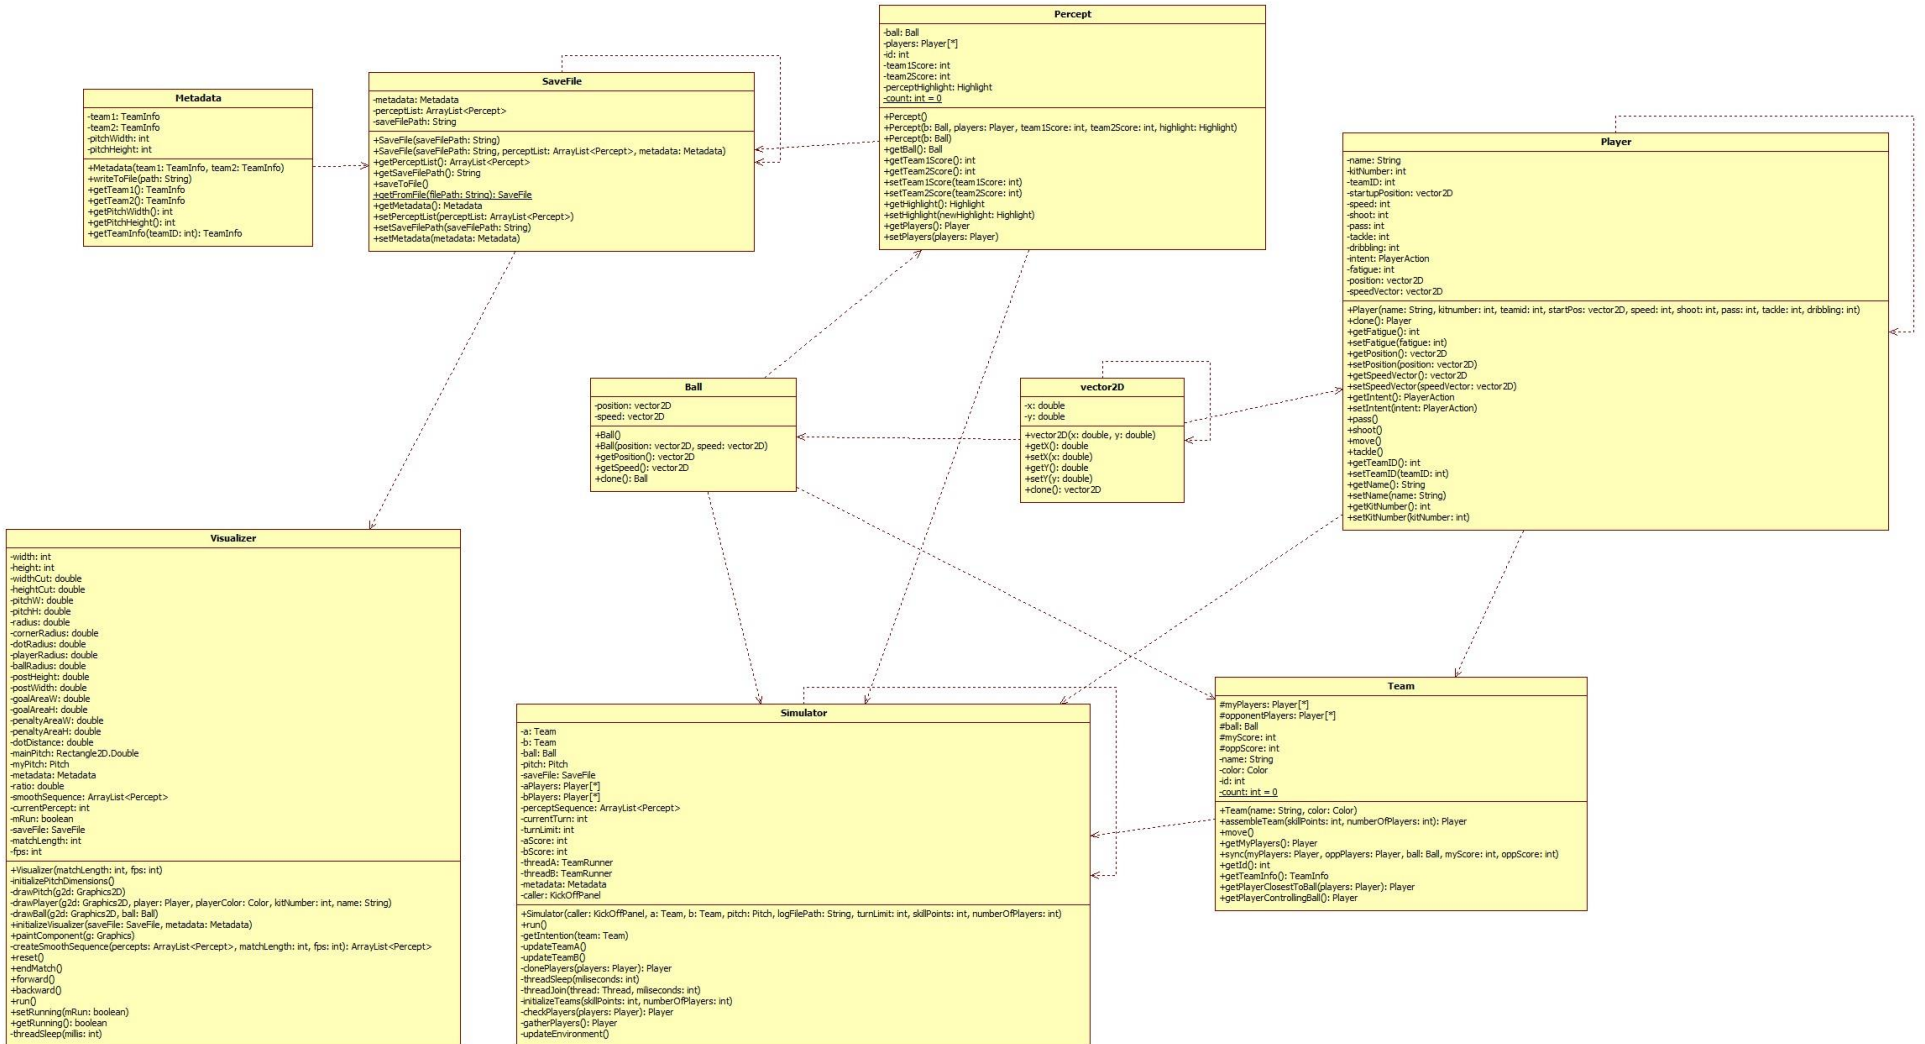 Percept
-ball: Ball
-players: Player[*]
-id: int
-team1Score: int
-team2Score: int
-perceptHighlight: Highlight
-count: int = 0
+Percept()
+Percept(b: Ball, players: Player, team1Score: int, team2Score: int, highlight: Highlight)
+Percept(b: Ball)
+getBall(): Ball
+getTeam1Score(): int
+getTeam2Score(): int
+setTeam1Score(team1Score: int)
+setTeam2Score(team2Score: int)
+getHighlight(): Highlight
+setHighlight(newHighlight: Highlight)
+getPlayers(): Player
+setPlayers(players: Player)
SaveFile
-metadata: Metadata
-perceptList: ArrayList<Percept>
-saveFilePath: String
+SaveFile(saveFilePath: String)
+SaveFile(saveFilePath: String, perceptList: ArrayList<Percept>, metadata: Metadata)
+getPerceptList(): ArrayList<Percept>
+getSaveFilePath(): String
+saveToFile()
+getFromFile(filePath: String): SaveFile
+getMetadata(): Metadata
+setPerceptList(perceptList: ArrayList<Percept>)
+setSaveFilePath(saveFilePath: String)
+setMetadata(metadata: Metadata)
Metadata
-team1: TeamInfo
-team2: TeamInfo
-pitchWidth: int
-pitchHeight: int
+Metadata(team1: TeamInfo, team2: TeamInfo)
+writeToFile(path: String)
+getTeam1(): TeamInfo
+getTeam2(): TeamInfo
+getPitchWidth(): int
+getPitchHeight(): int
+getTeamInfo(teamID: int): TeamInfo
Player
-name: String
-kitNumber: int
-teamID: int
-startupPosition: vector2D
-speed: int
-shoot: int
-pass: int
-tackle: int
-dribbling: int
-intent: PlayerAction
-fatigue: int
-position: vector2D
-speedVector: vector2D
+Player(name: String, kitnumber: int, teamid: int, startPos: vector2D, speed: int, shoot: int, pass: int, tackle: int, dribbling: int)
+clone(): Player
+getFatigue(): int
+setFatigue(fatigue: int)
+getPosition(): vector2D
+setPosition(position: vector2D)
+getSpeedVector(): vector2D
+setSpeedVector(speedVector: vector2D)
+getIntent(): PlayerAction
+setIntent(intent: PlayerAction)
+pass()
+shoot()
+move()
+tackle()
+getTeamID(): int
+setTeamID(teamID: int)
+getName(): String
+setName(name: String)
+getKitNumber(): int
+setKitNumber(kitNumber: int)
Ball
-position: vector2D
-speed: vector2D
+Ball()
+Ball(position: vector2D, speed: vector2D)
+getPosition(): vector2D
+getSpeed(): vector2D
+clone(): Ball
vector2D
-x: double
-y: double
+vector2D(x: double, y: double)
+getX(): double
+setX(x: double)
+getY(): double
+setY(y: double)
+clone(): vector2D
Visualizer
-width: int
-height: int
-widthCut: double
-heightCut: double
-pitchW: double
-pitchH: double
-radius: double
-cornerRadius: double
-dotRadius: double
-playerRadius: double
-ballRadius: double
-postHeight: double
-postWidth: double
-goalAreaW: double
-goalAreaH: double
-penaltyAreaW: double
-penaltyAreaH: double
-dotDistance: double
-mainPitch: Rectangle2D.Double
-myPitch: Pitch
-metadata: Metadata
-ratio: double
-smoothSequence: ArrayList<Percept>
-currentPercept: int
-mRun: boolean
-saveFile: SaveFile
-matchLength: int
-fps: int
+Visualizer(matchLength: int, fps: int)
-initializePitchDimensions()
-drawPitch(g2d: Graphics2D)
-drawPlayer(g2d: Graphics2D, player: Player, playerColor: Color, kitNumber: int, name: String)
-drawBall(g2d: Graphics2D, ball: Ball)
+initializeVisualizer(saveFile: SaveFile, metadata: Metadata)
+paintComponent(g: Graphics)
-createSmoothSequence(percepts: ArrayList<Percept>, matchLength: int, fps: int): ArrayList<Percept>
+reset()
+endMatch()
+forward()
+backward()
+run()
+setRunning(mRun: boolean)
+getRunning(): boolean
-threadSleep(millis: int)
Simulator
-a: Team
-b: Team
-ball: Ball
-pitch: Pitch
-saveFile: SaveFile
-aPlayers: Player[*]
-bPlayers: Player[*]
-perceptSequence: ArrayList<Percept>
-currentTurn: int
-turnLimit: int
-aScore: int
-bScore: int
-threadA: TeamRunner
-threadB: TeamRunner
-metadata: Metadata
-caller: KickOffPanel
+Simulator(caller: KickOffPanel, a: Team, b: Team, pitch: Pitch, logFilePath: String, turnLimit: int, skillPoints: int, numberOfPlayers: int)
+run()
-getIntention(team: Team)
-updateTeamA()
-updateTeamB()
-clonePlayers(players: Player): Player
-threadSleep(miliseconds: int)
-threadJoin(thread: Thread, miliseconds: int)
-initializeTeams(skillPoints: int, numberOfPlayers: int)
-checkPlayers(players: Player): Player
-gatherPlayers(): Player
-updateEnvironment()
Team
#myPlayers: Player[*]
#opponentPlayers: Player[*]
#ball: Ball
#myScore: int
#oppScore: int
-name: String
-color: Color
-id: int
-count: int = 0
+Team(name: String, color: Color)
+assembleTeam(skillPoints: int, numberOfPlayers: int): Player
+move()
+getMyPlayers(): Player
+sync(myPlayers: Player, oppPlayers: Player, ball: Ball, myScore: int, oppScore: int)
+getId(): int
+getTeamInfo(): TeamInfo
+getPlayerClosestToBall(players: Player): Player
+getPlayerControllingBall(): Player